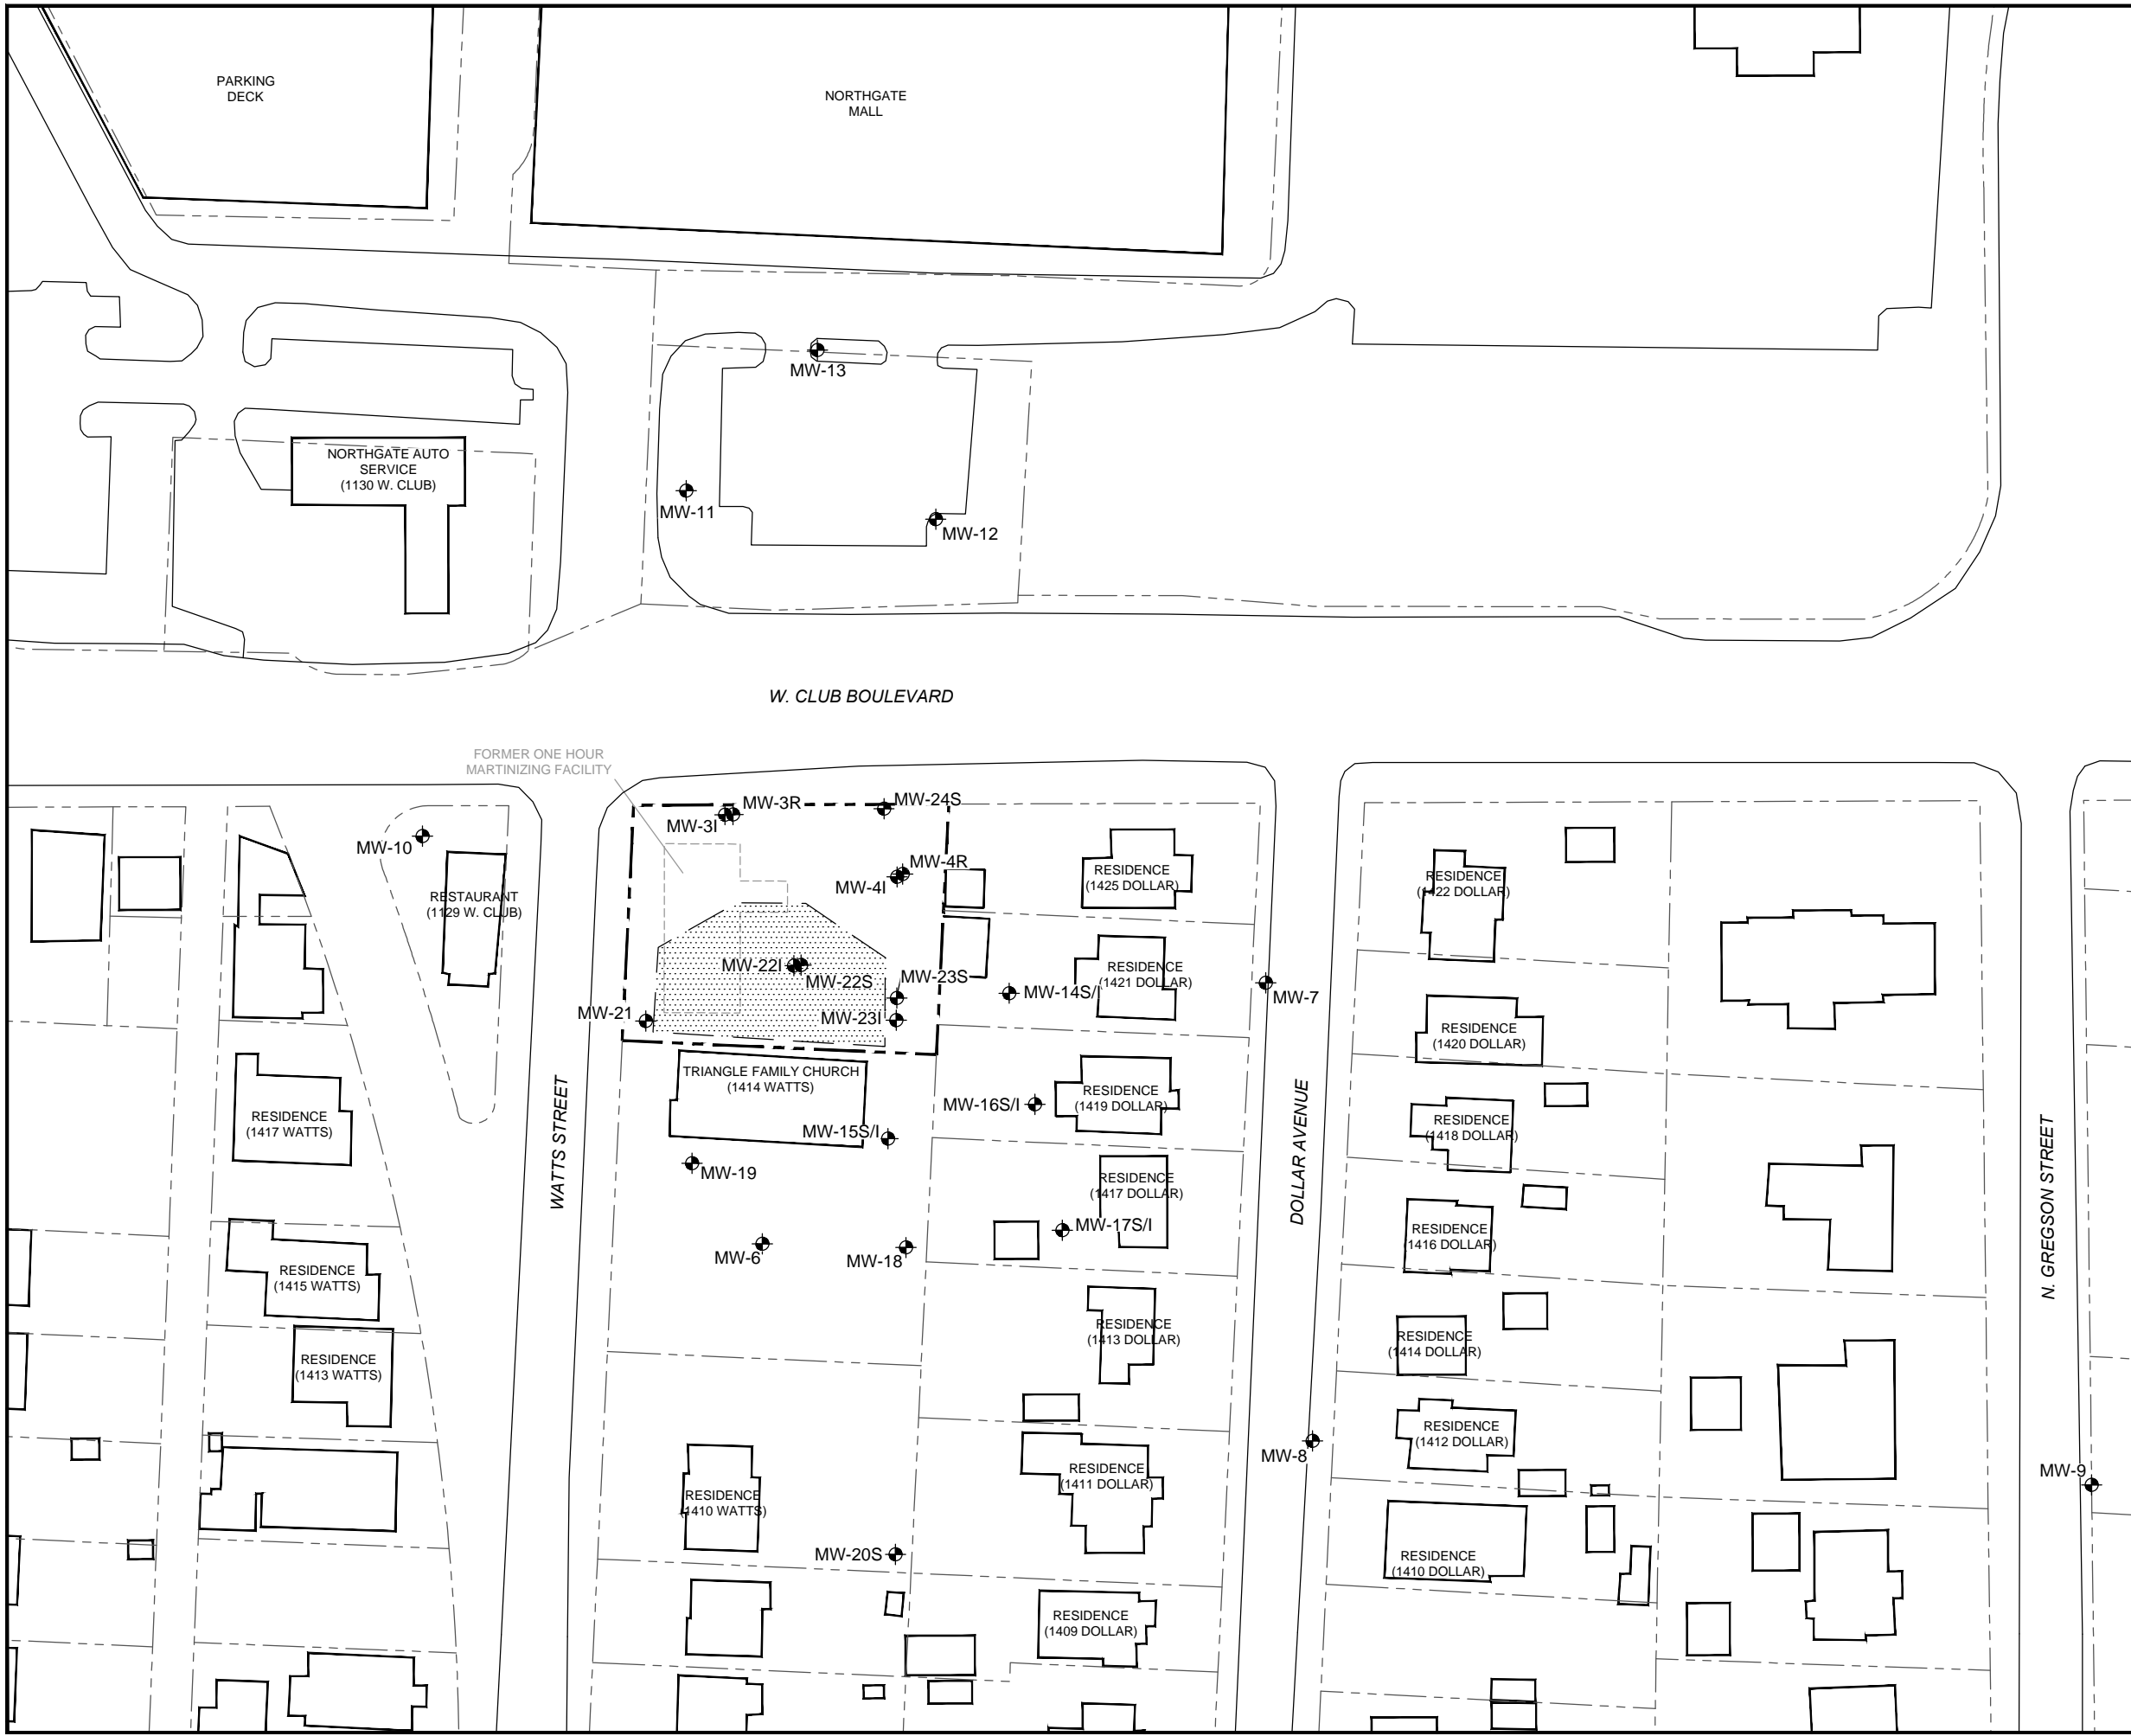 PARKING
DECK
NORTHGATE
MALL
MW-13
NORTHGATE AUTO
SERVICE
(1130 W. CLUB)
MW-11
MW-12
W. CLUB BOULEVARD
FORMER ONE HOUR
MARTINIZING FACILITY
MW-3R
MW-24S
MW-3I
MW-10
MW-4R
MW-4I
RESTAURANT
(1129 W. CLUB)
RESIDENCE
(1425 DOLLAR)
RESIDENCE
(1422 DOLLAR)
MW-22I
MW-22S
MW-23S
MW-14S/I
RESIDENCE
(1421 DOLLAR)
MW-7
MW-21
MW-23I
RESIDENCE
(1420 DOLLAR)
TRIANGLE FAMILY CHURCH
(1414 WATTS)
RESIDENCE
(1417 WATTS)
WATTS STREET
MW-16S/I
RESIDENCE
(1419 DOLLAR)
DOLLAR AVENUE
RESIDENCE
(1418 DOLLAR)
N. GREGSON STREET
MW-15S/I
MW-19
RESIDENCE
(1417 DOLLAR)
MW-17S/I
MW-6
MW-18
RESIDENCE
(1416 DOLLAR)
RESIDENCE
(1415 WATTS)
RESIDENCE
(1413 DOLLAR)
RESIDENCE
(1414 DOLLAR)
RESIDENCE
(1413 WATTS)
RESIDENCE
(1412 DOLLAR)
MW-8
MW-9
RESIDENCE
(1411 DOLLAR)
RESIDENCE
(1410 WATTS)
MW-20S
RESIDENCE
(1410 DOLLAR)
RESIDENCE
(1409 DOLLAR)